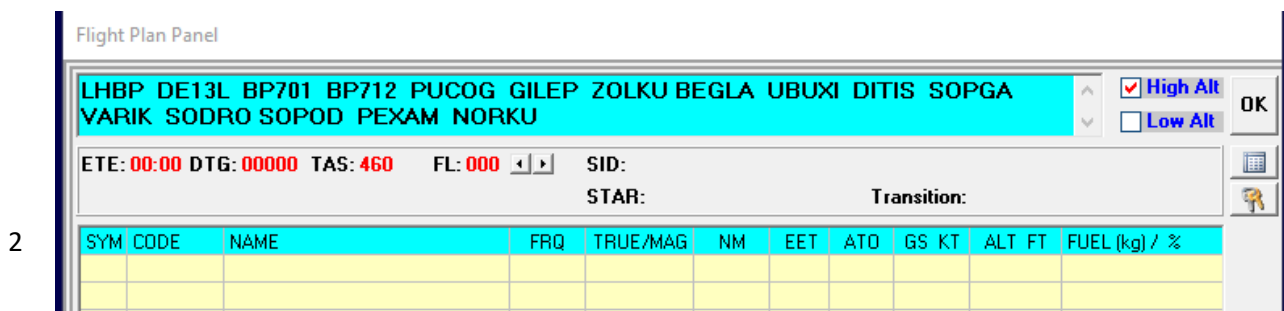 Flight Plan Panel
LHBP DE13L BP701 BP712 PUCOG GILEP ZOLKU BEGLA UBUXI DITIS SOPGA
VARIK SODRO SOPOD PEXAM NORKU
High Alt
Low Alt
OK
ETE: 00:00 DTG: 00000 TAS: 460 FL: 000 SID:
STAR: Transition:
2
SYM CODE NAME FRQ TRUE/MAG NM EET ATO GS KT ALT FT FUEL (kg) / %